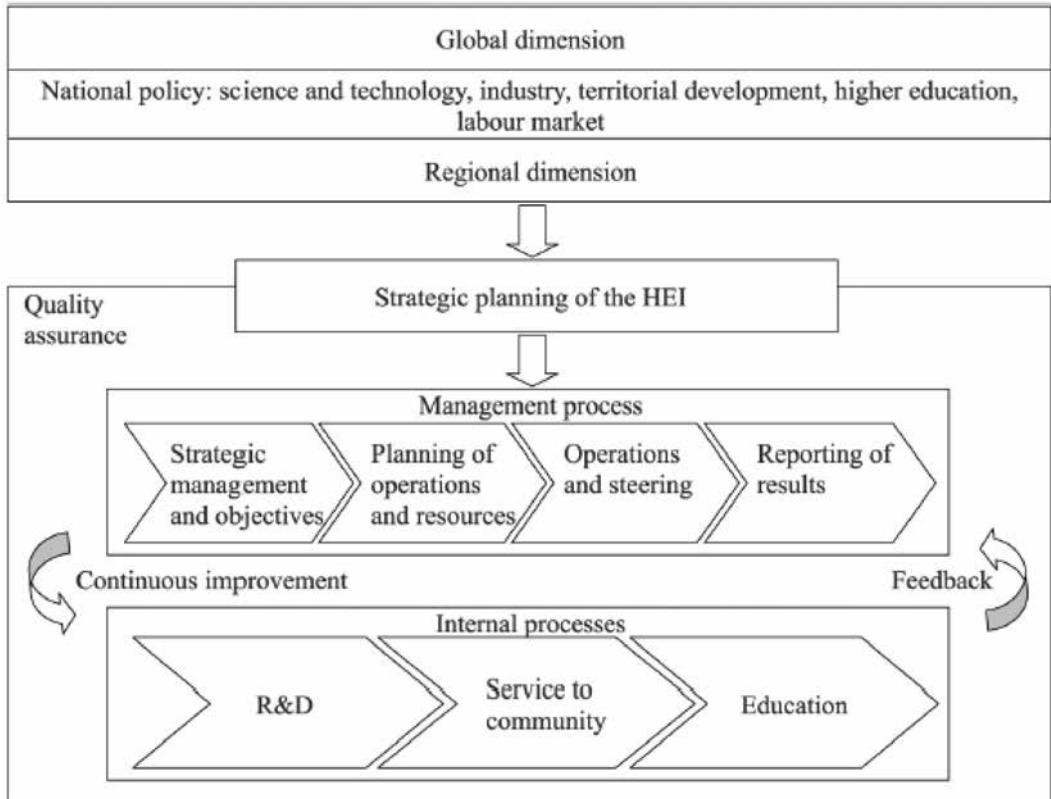 Global dimension
National policy: science and technology, industry, territorial development, higher education,
labour market
Regional dimension
Strategic planning of the HEI
Quality
assurance
Management process
Strategic
management
and objectives
Planning of
operations
and resources
Operations
and steering
Reporting of
results
Continuous improvement
Feedback
Internal processes
R&D
Service to
community
Education